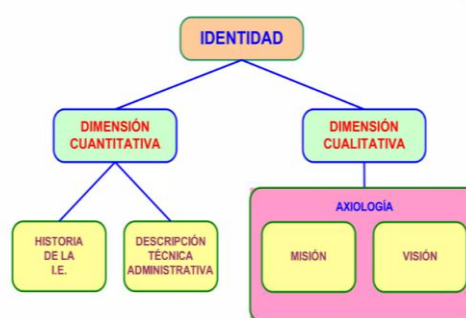 IDENTIDAD
DIMENSIÓN
CUANTITATIVA
DIMENSIÓN
CUALITATIVA
HISTORIA
DE LA
I.E.
DESCRIPCIÓN
TÉCNICA
ADMINISTRATIVA
AXIOLOGÍA
MISIÓN
VISIÓN